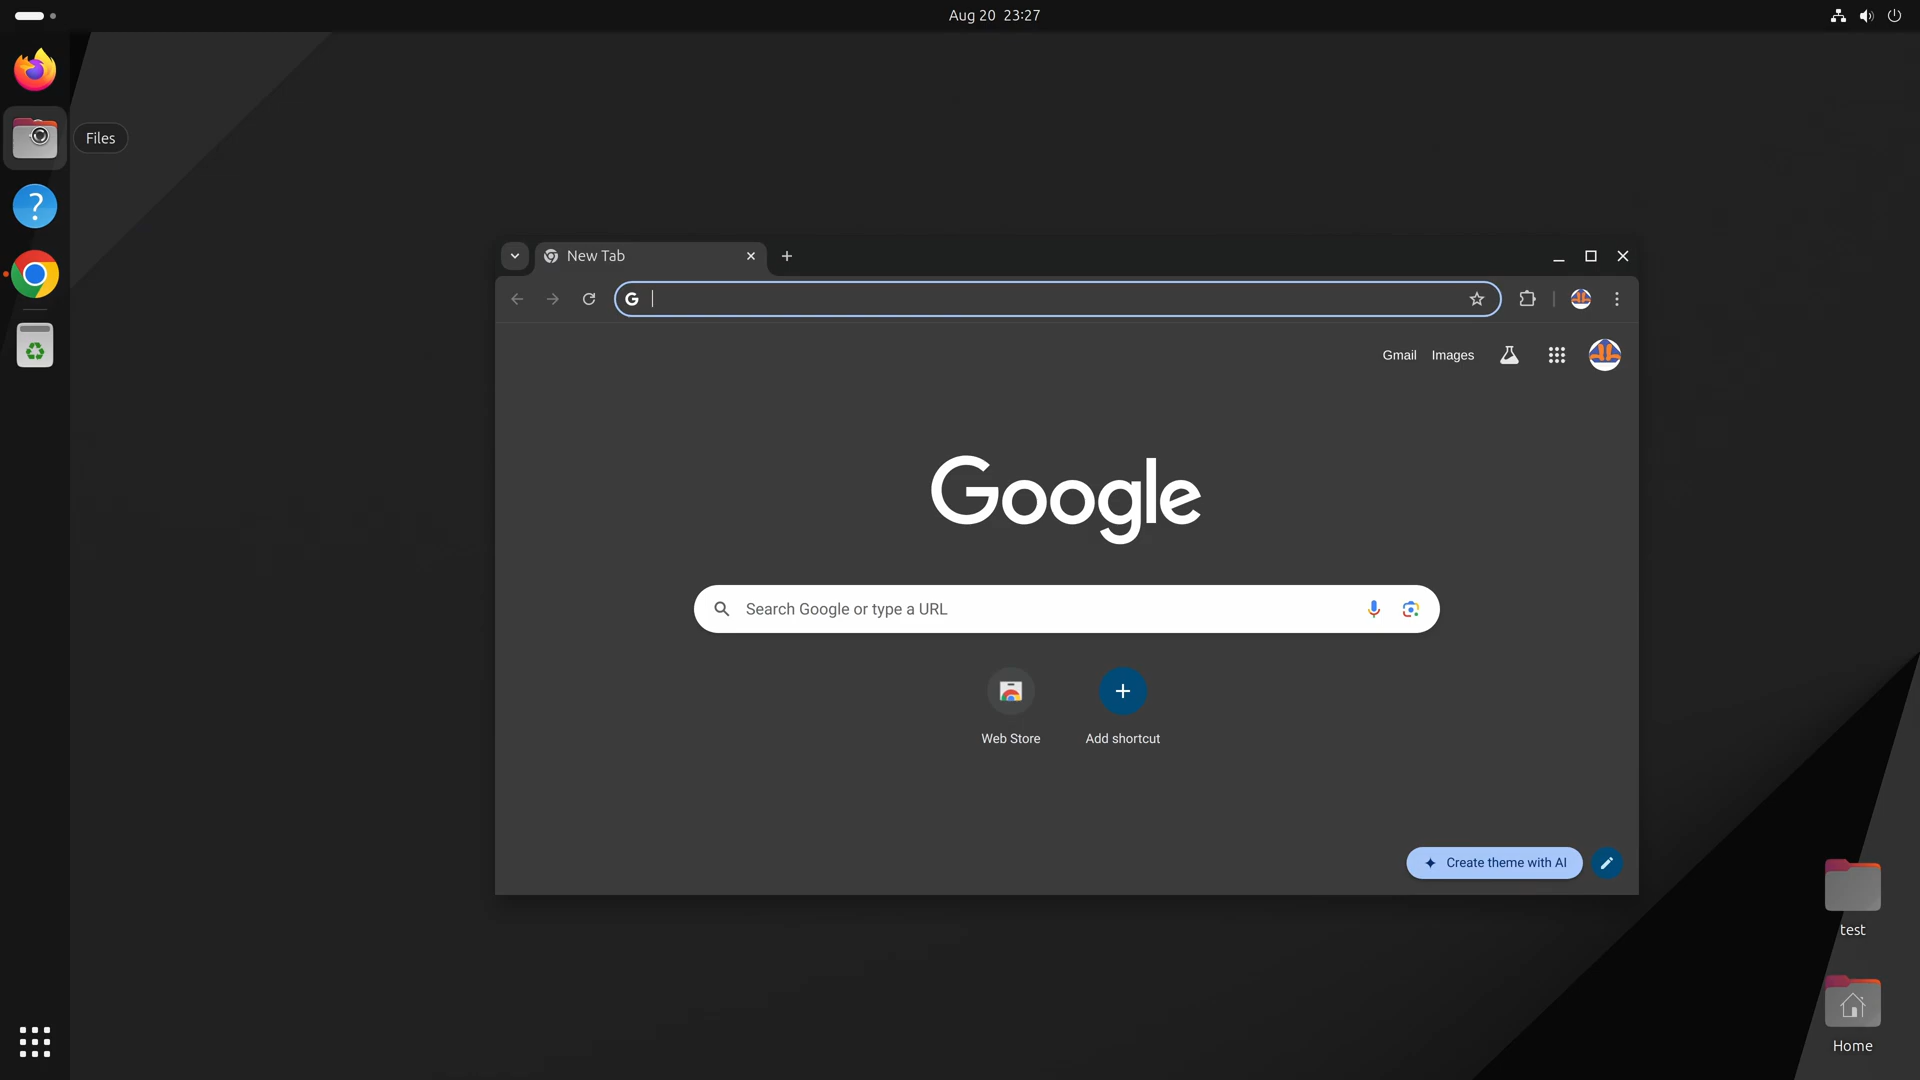 Aug 20 23:27
Files
New Tab
Gmail Images
Google
Search Google or type a URL
Web Store
Add shortcut
Create theme with AI
test
Home